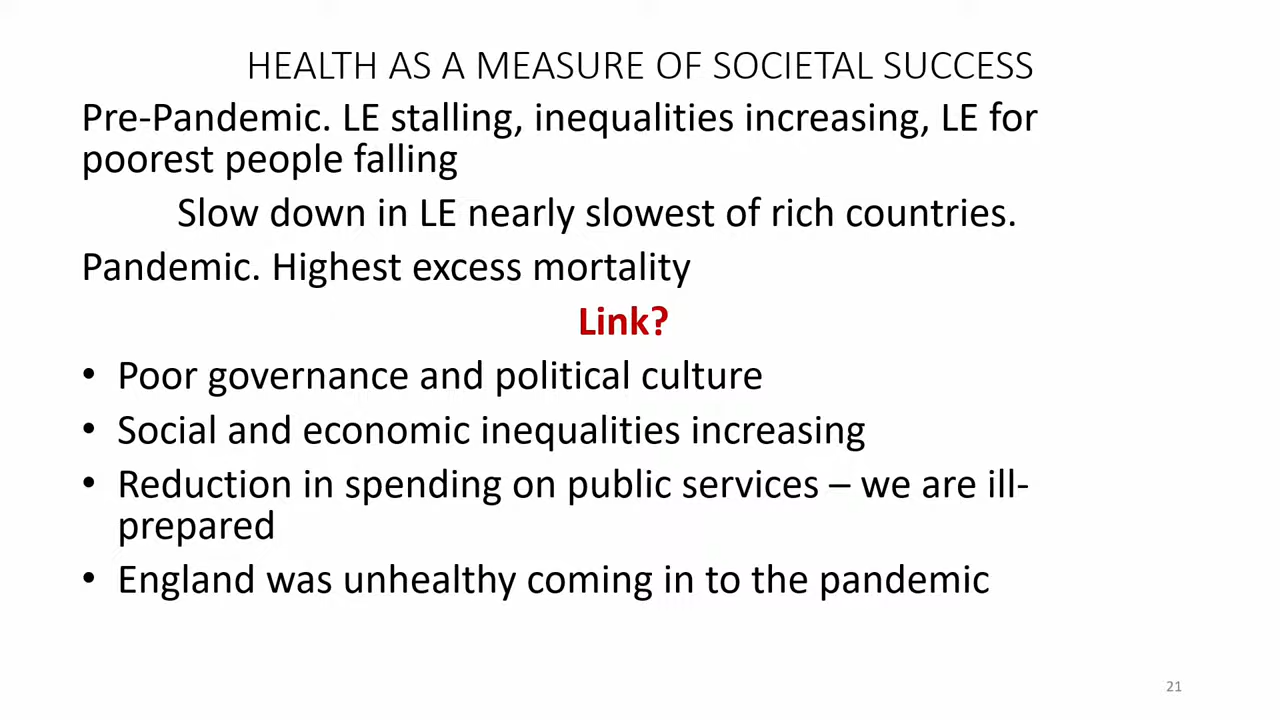 HEALTH AS A MEASURE OF SOCIETAL SUCCESS
Pre-Pandemic. LE stalling, inequalities increasing, LE for
poorest people falling
Slow down in LE nearly slowest of rich countries.
Pandemic. Highest excess mortality
Link?
• Poor governance and political culture
• Social and economic inequalities increasing
• Reduction in spending on public services – we are ill-
prepared
• England was unhealthy coming in to the pandemic
21